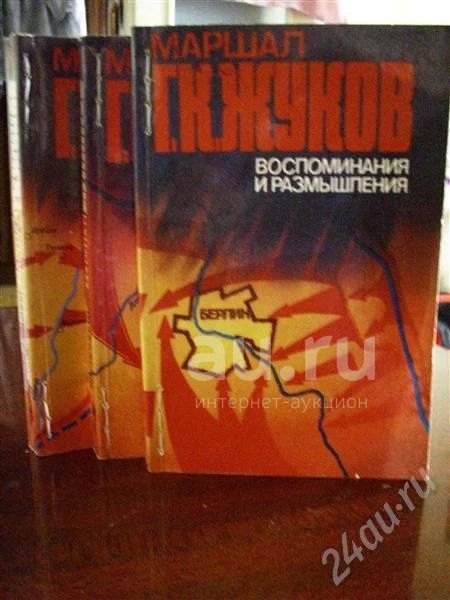 МАРШАЛ
Г.К.ЖУКОВ
ВОСПОМИНАНИЯ
И РАЗМЫШЛЕНИЯ
БЕРЛИН
au.ru
интернет-аукцион
24au.ru